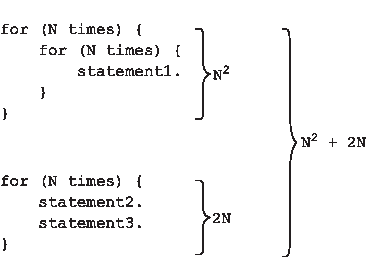 for (N times) {
    for (N times) {
        statement1.
    }
}
N²
for (N times) {
    statement2.
    statement3.
}
2N
N² + 2N